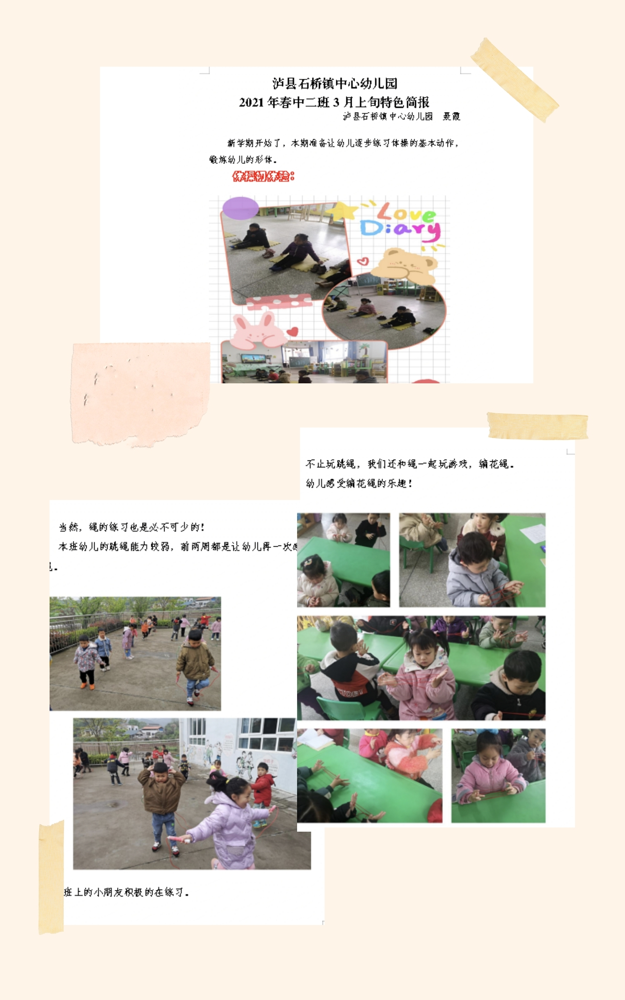 泸县石桥镇中心幼儿园
2021 年春中二班 3 月上旬特色简报
泸县石桥镇中心幼儿园 聂霞
新学期开始了，本期准备让幼儿逐步练习体操的基本动作，
锻炼幼儿的形体。
体操初体验：
Love
Diary
不止玩跳绳，我们还和绳一起玩游戏，编花绳。
幼儿感受编花绳的乐趣！
当然，绳的练习也是必不可少的！
本班幼儿的跳绳能力较弱，前两周都是让幼儿再一次
班上的小朋友积极的在练习。